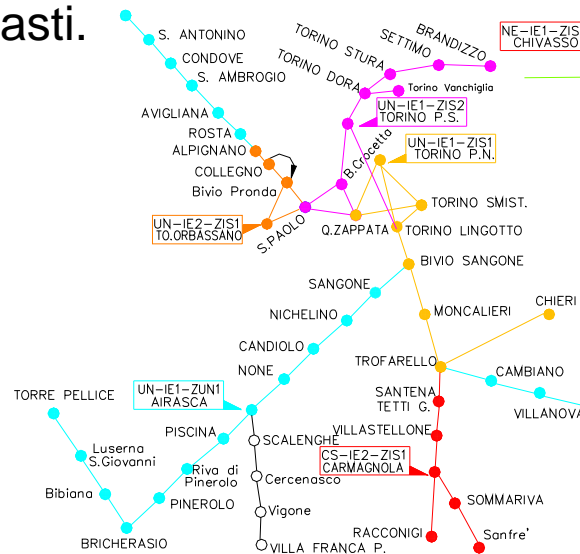 asti.
S. ANTONINO
CONDOVE
S. AMBROGIO
AVIGLIANA
ROSTA
ALPIGNANO
COLLEGNO
Bivio Pronda
UN-IE2-ZIS1
TO.ORBASSANO
S.PAOLO
B.Crocetta
Q.ZAPPATA
TORINO DORA
TORINO STURA
SETTIMO
BRANDIZZO
Torino Vanchiglia
NE-IE1-ZIS
CHIVASSO
UN-IE1-ZIS2
TORINO P.S.
UN-IE1-ZIS1
TORINO P.N.
TORINO SMIST.
TORINO LINGOTTO
BIVIO SANGONE
SANGONE
NICHELINO
CANDIOLO
NONE
MONCALIERI
CHIERI
TROFARELLO
CAMBIANO
VILLANOVA
SANTENA
TETTI G.
VILLASTELLONE
CS-IE2-ZIS1
CARMAGNOLA
SOMMARIVA
RACCONIGI
Sanfre'
UN-IE1-ZUN1
AIRASCA
TORRE PELLICE
PISCINA
SCALENGHE
Luserna
S.Giovanni
Riva di
Pinerolo
Cercenasco
Bibiana
PINEROLO
Vigone
BRICHERASIO
VILLA FRANCA P.